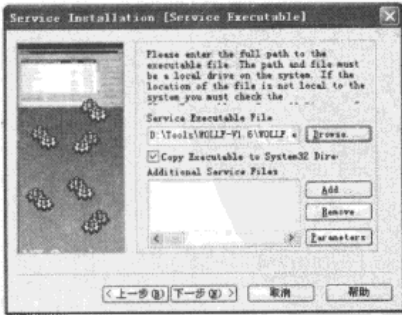 Service Installation [Service Executable]
Please enter the full path to the
executable file. The path and file must
be a local drive on the system. If the
location of the file is not local to the
system you must check the
Service Executable File
D:\Tools\WOLLF-V1.6\WOLLF.e
Browse..
Copy Executable to System32 Dire
Additional Service Files
Add ..
Remove..
Parameters
< 上一步(B)
下一步(N) >
取消
帮助